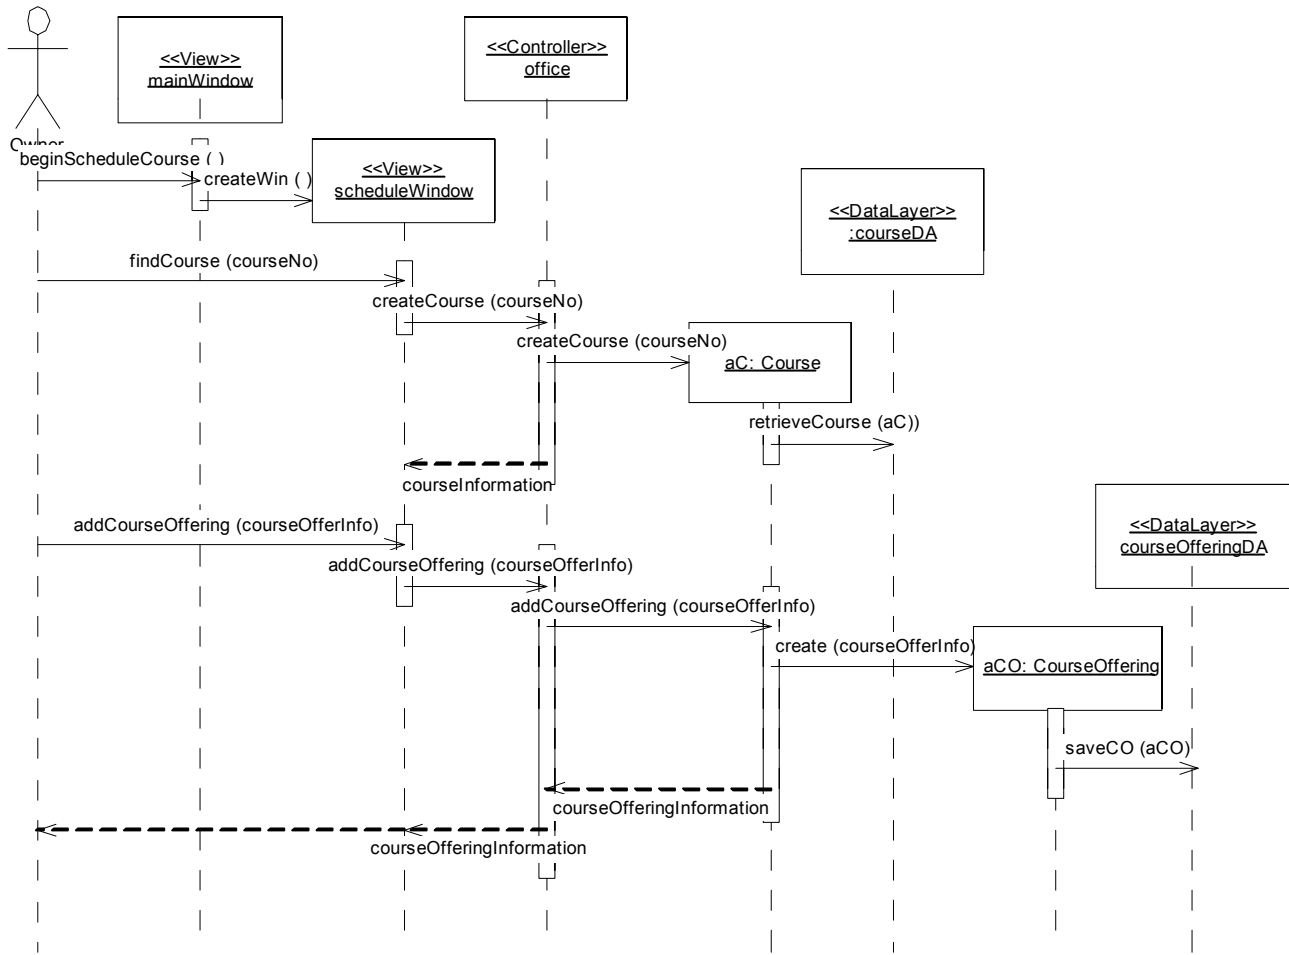 <<View>>
mainWindow
<<Controller>>
office
Owner
beginScheduleCourse ( )
createWin ( )
<<View>>
scheduleWindow
<<DataLayer>>
:courseDA
findCourse (courseNo)
createCourse (courseNo)
createCourse (courseNo)
aC: Course
retrieveCourse (aC))
courseInformation
addCourseOffering (courseOfferInfo)
<<DataLayer>>
courseOfferingDA
addCourseOffering (courseOfferInfo)
addCourseOffering (courseOfferInfo)
create (courseOfferInfo)
aCO: CourseOffering
saveCO (aCO)
courseOfferingInformation
courseOfferingInformation